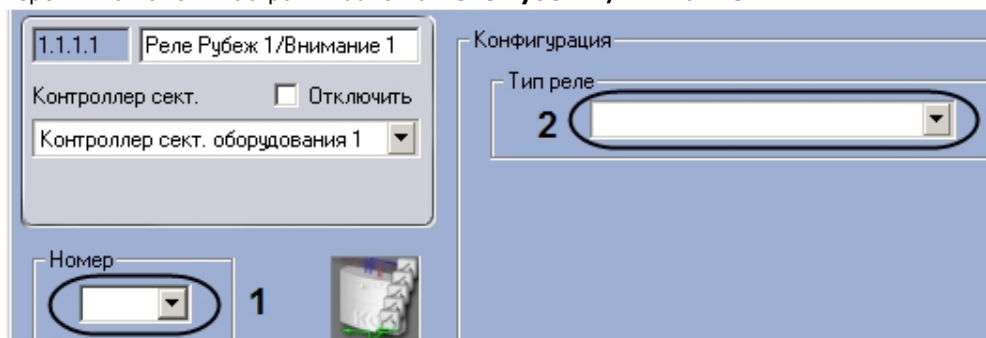 1.1.1.1 Реле Рубеж 1/Внимание 1
Контроллер сект. Отключить
Контроллер сект. оборудования 1
Номер
1
Конфигурация
Тип реле
2